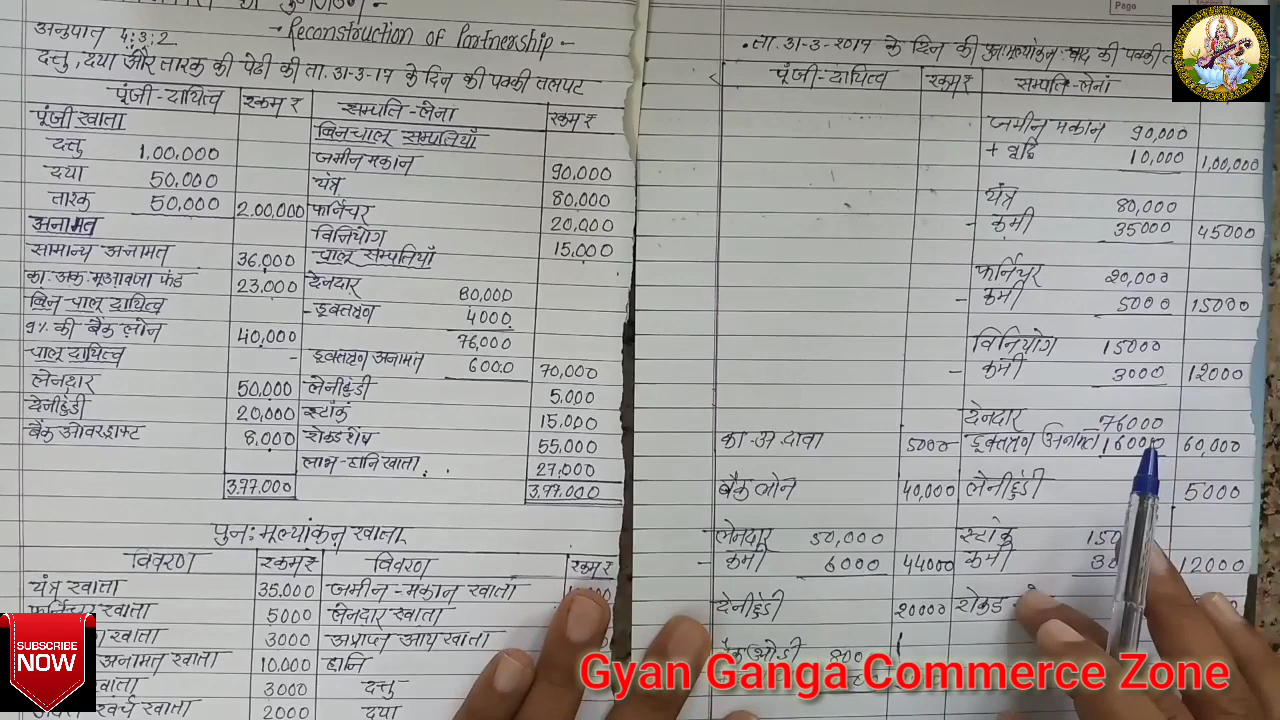 अनुपात 4:3:2
Reconstruction of Partnership -
दत्तु, दया और तारक की पेढी की ता. 31-3-17 के दिन की पक्की तलपट
पूंजी-दायित्व रकम ₹ सम्पति-लेना रकम ₹
पूंजी खाता बिनचालू सम्पतियाँ
दत्तु 1,00,000 जमीन मकान 90,000
दया 50,000 यंत्र 80,000
तारक 50,000 2,00,000 फर्निचर 20,000
अनामत विनियोग 15,000
सामान्य अनामत 36,000 चालू सम्पतियाँ
का. अक. मूआवजा फंड 23,000 देनदार 80,000
बिन चालू दायित्व - डूबतऋण 4000
9% की बैंक लोन 40,000 76,000
चालू दायित्व - डूबतऋण अनामत 6000 70,000
लेनदार 50,000 लेनीहुंडी 5,000
देनीहुंडी 20,000 स्टॉक 15,000
बैंक ओवरड्राफ्ट 8,000 रोकड शेष 55,000
लाभ-हानि खाता 27,000
3,77,000 3,77,000
पुनः मूल्यांकन खाता
विवरण रकम ₹ विवरण रकम ₹
यंत्र खाता 35,000 जमीन-मकान खाता
फर्निचर खाता 5000 लेनदार खाता
खाता 3000 अप्राप्त आय खाता
अनामत खाता 10,000 हानि
खाता 3000 दत्तु
खर्च खाता 2000 दया
ता. 31-3-2017 के दिन की पुनःमूल्यांकन बाद की पक्की
पूंजी-दायित्व रकम ₹ सम्पति-लेना
जमीन मकान 90,000
+ वृद्धि 10,000 1,00,000
यंत्र 80,000
- कमी 35000 45000
फर्निचर 20,000
- कमी 5000 15000
विनियोग 15000
- कमी 3000 12000
देनदार 76000
का. अ. दावा 5000 डूबतऋण अनामत 16000 60,000
बैंक लोन 40,000 लेनीहुंडी 5000
लेनदार 50,000 स्टॉक
- कमी 6000 44000 कमी 12000
देनीहुंडी 20000 रोकड
SUBSCRIBE
NOW
Gyan Ganga Commerce Zone